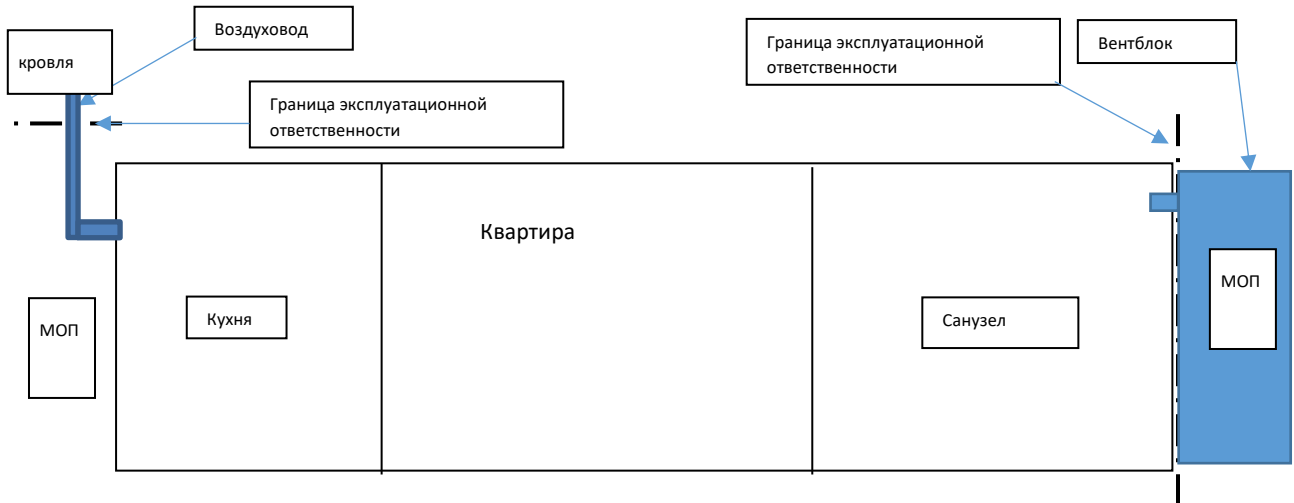 Воздуховод
кровля
Граница эксплуатационной
ответственности
Граница эксплуатационной
ответственности
Вентблок
Квартира
МОП
Кухня
Санузел
МОП